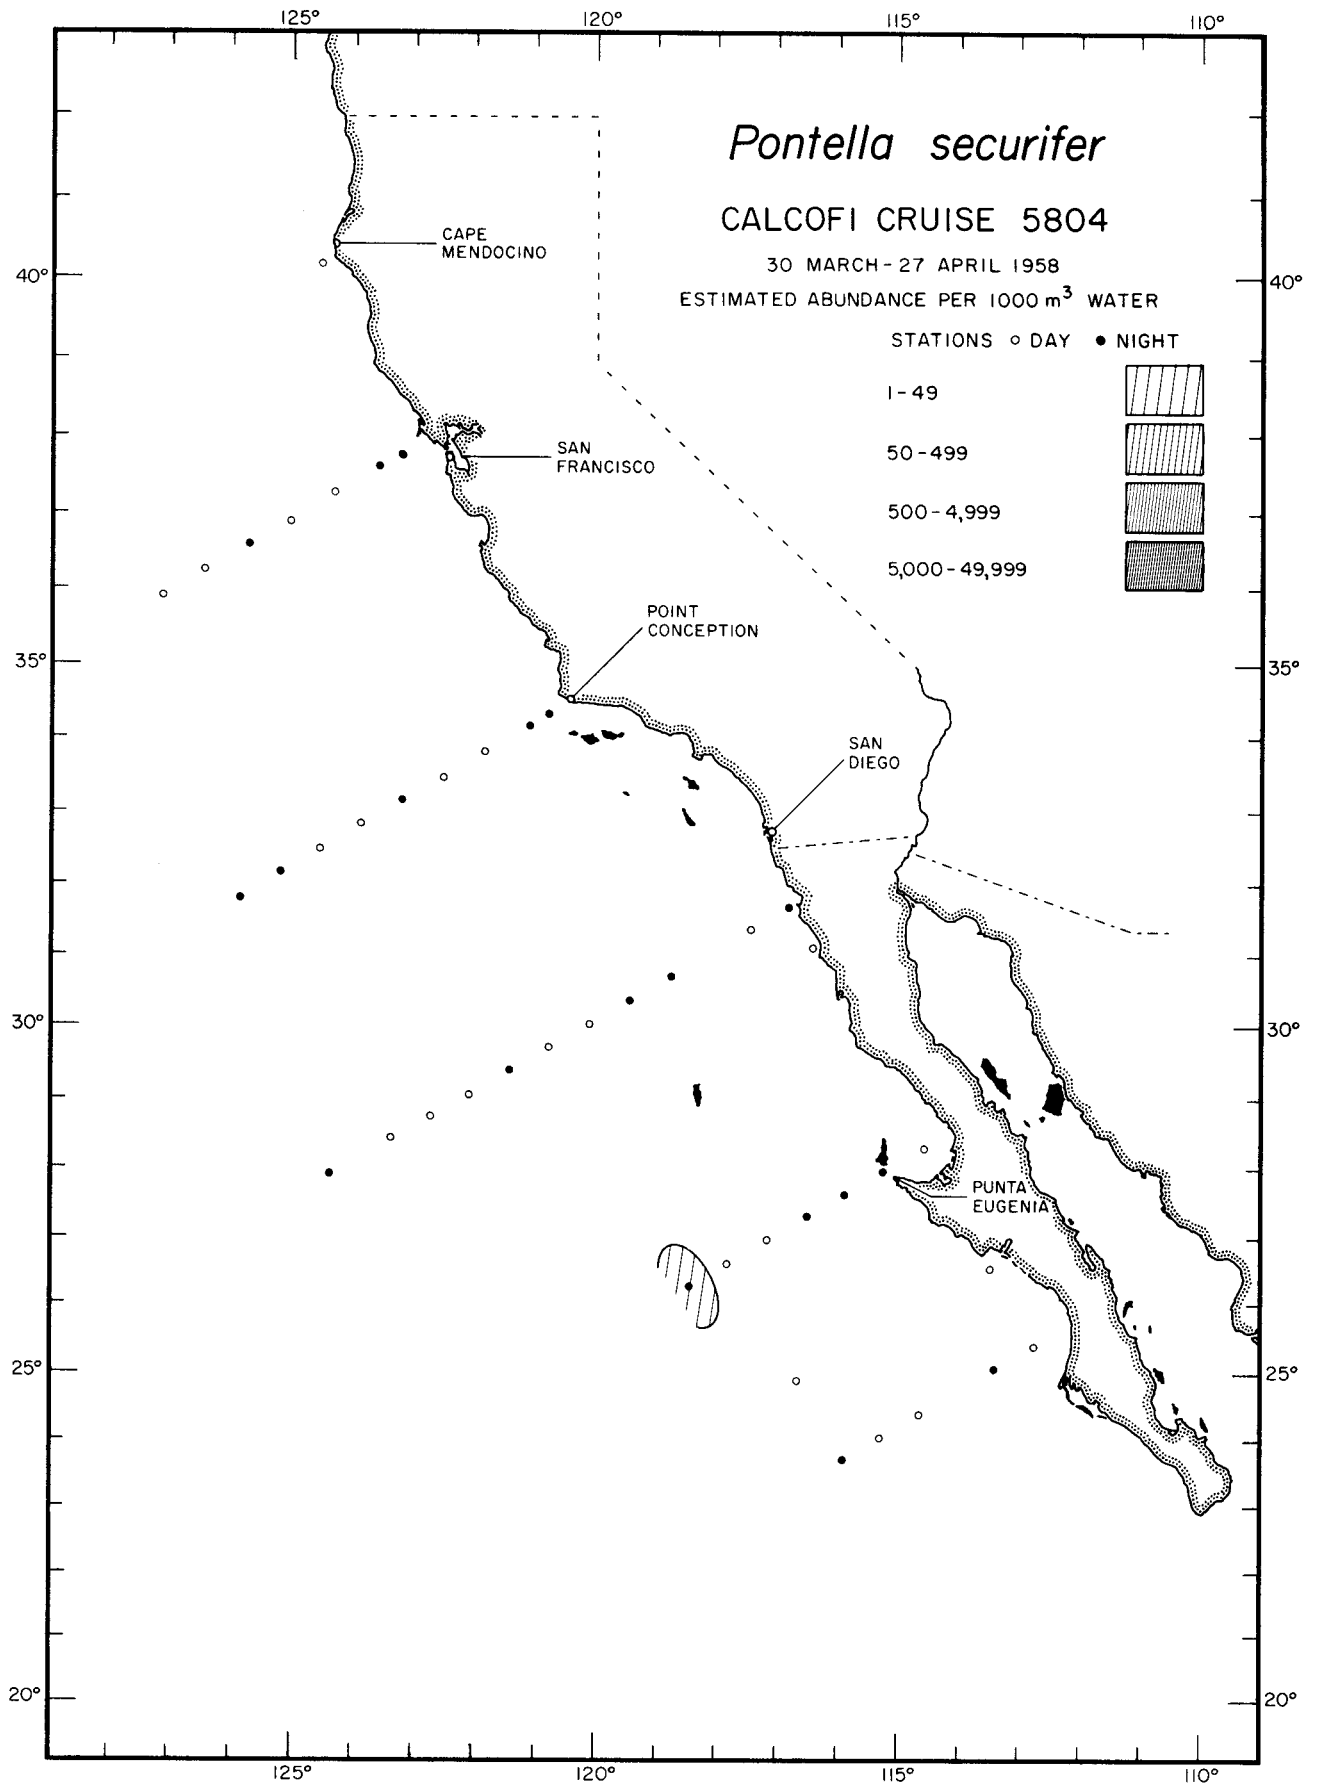 125° 120° 115° 110°
Pontella securifer
CALCOFI CRUISE 5804
30 MARCH - 27 APRIL 1958
ESTIMATED ABUNDANCE PER 1000 m³ WATER
STATIONS ○ DAY ● NIGHT
1-49
50-499
500-4,999
5,000-49,999
CAPE
MENDOCINO
40° 40°
SAN
FRANCISCO
POINT
CONCEPTION
35° 35°
SAN
DIEGO
30° 30°
PUNTA
EUGENIA
25° 25°
20° 20°
125° 120° 115° 110°